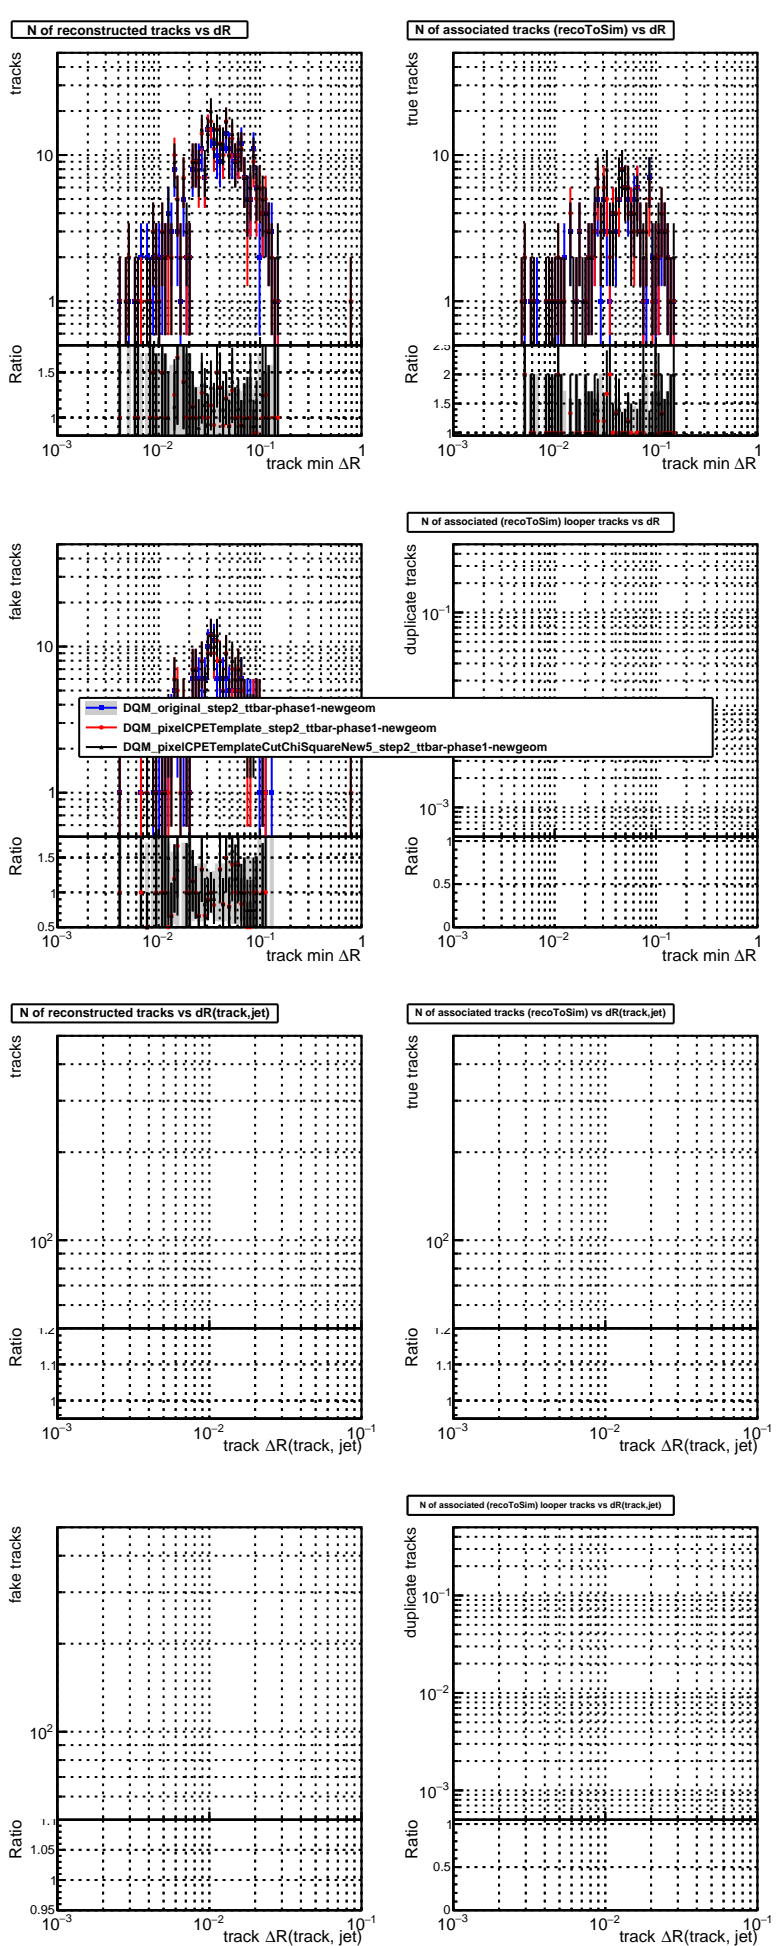 N of reconstructed tracks vs dR
tracks
10
1
Ratio
1.5
1
10−3 10−2 10−1 1
track min ΔR
N of associated tracks (recoToSim) vs dR
true tracks
10
1
Ratio
2.5
2
1.5
1
10−3 10−2 10−1 1
track min ΔR
fake tracks
10
1
Ratio
1.5
1
0.5
10−3 10−2 10−1 1
track min ΔR
N of associated (recoToSim) looper tracks vs dR
duplicate tracks
10−1
10−3
Ratio
1
0.5
0
10−3 10−2 10−1 1
track min ΔR
DQM_original_step2_ttbar-phase1-newgeom
DQM_pixelCPETemplate_step2_ttbar-phase1-newgeom
DQM_pixelCPETemplateCutChiSquareNew5_step2_ttbar-phase1-newgeom
N of reconstructed tracks vs dR(track,jet)
tracks
102
Ratio
1.2
1.1
1
10−3 10−2 10−1
track ΔR(track, jet)
N of associated tracks (recoToSim) vs dR(track,jet)
true tracks
102
Ratio
1.2
1.1
1
10−3 10−2 10−1
track ΔR(track, jet)
fake tracks
102
Ratio
1.1
1.05
1
0.95
10−3 10−2 10−1
track ΔR(track, jet)
N of associated (recoToSim) looper tracks vs dR(track,jet)
duplicate tracks
10−1
10−2
10−3
Ratio
1
0.5
0
10−3 10−2 10−1
track ΔR(track, jet)